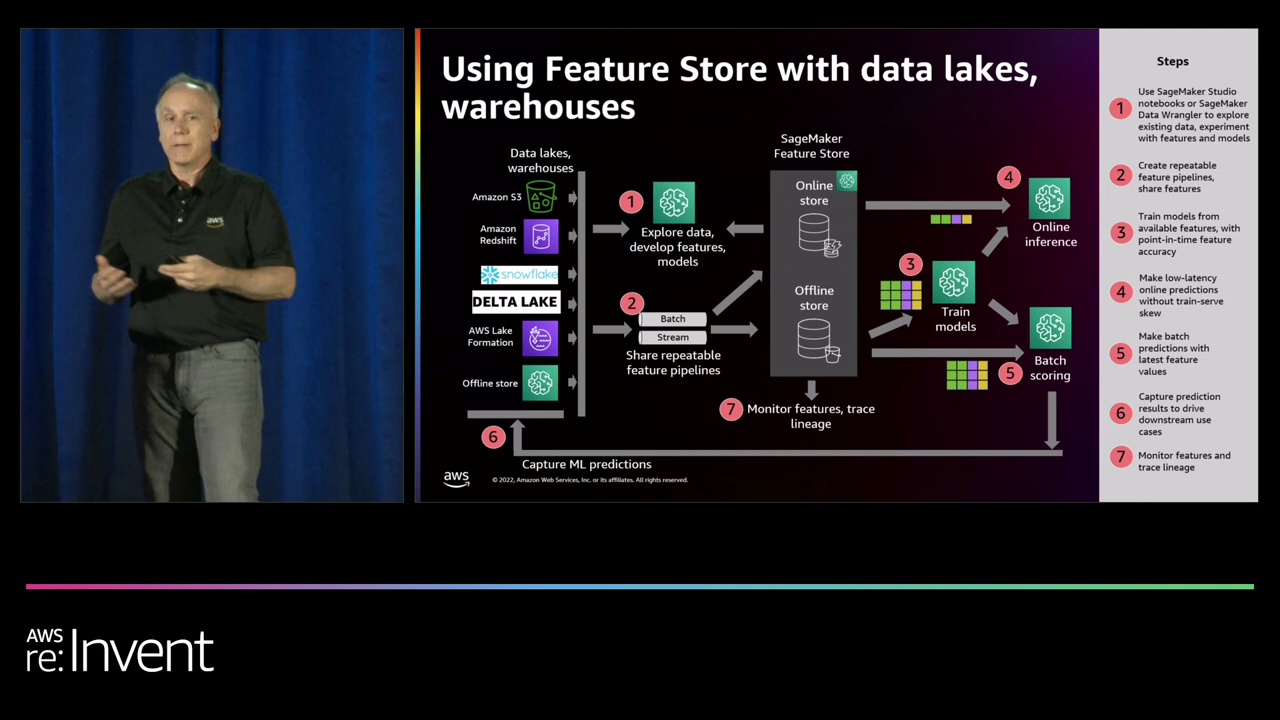 Using Feature Store with data lakes,
warehouses
Data lakes,
warehouses
Amazon S3
Amazon
Redshift
snowflake
DELTA LAKE
AWS Lake
Formation
Offline store
1
Explore data,
develop features,
models
2
Batch
Stream
Share repeatable
feature pipelines
SageMaker
Feature Store
Online
store
Offline
store
7
Monitor features, trace
lineage
3
Train
models
4
Online
inference
5
Batch
scoring
6
Capture ML predictions
aws
© 2022, Amazon Web Services, Inc. or its affiliates. All rights reserved.
Steps
1
Use SageMaker Studio
notebooks or SageMaker
Data Wrangler to explore
existing data, experiment
with features and models
2
Create repeatable
feature pipelines,
share features
3
Train models from
available features, with
point-in-time feature
accuracy
4
Make low-latency
online predictions
without train-serve
skew
5
Make batch
predictions with
latest feature
values
6
Capture prediction
results to drive
downstream use
cases
7
Monitor features and
trace lineage
aws
AWS
re:Invent